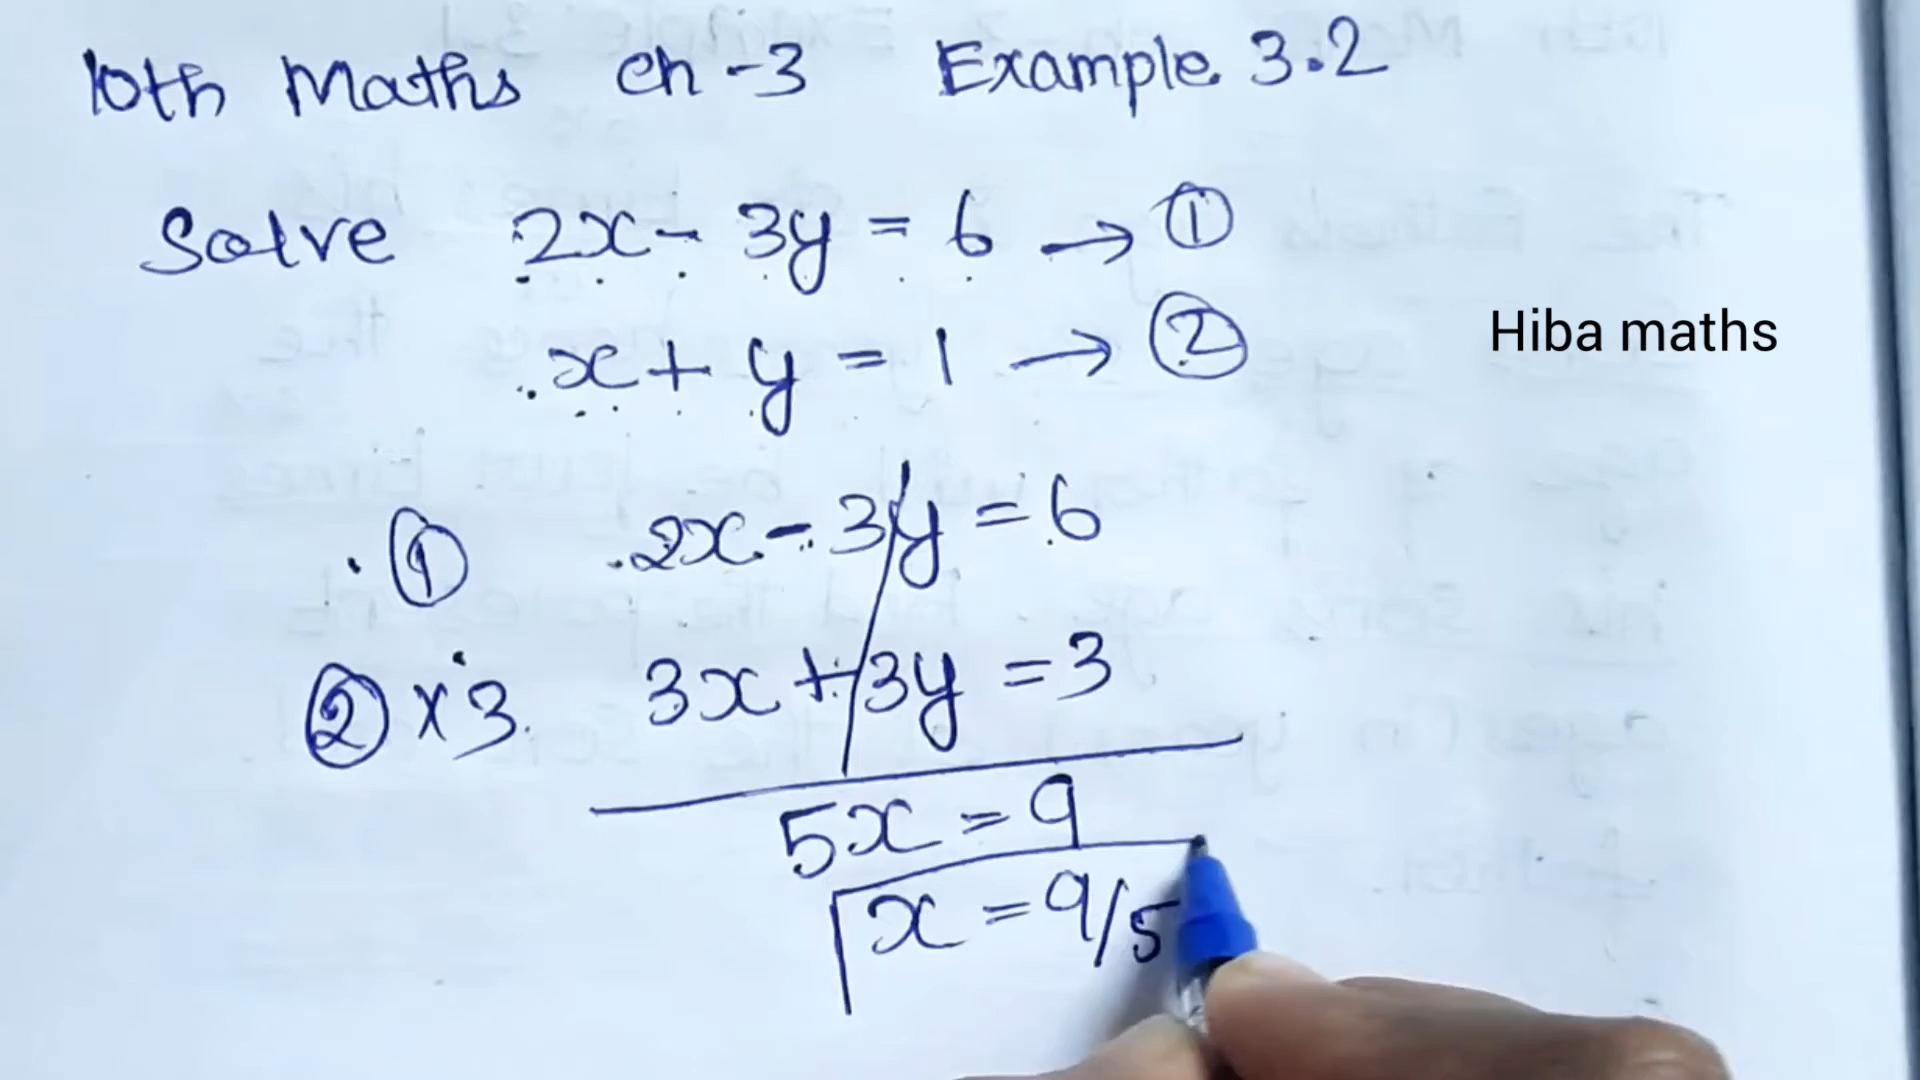 10th Maths ch-3 Example. 3.2
Solve 2x - 3y = 6 → ①
x + y = 1 → ②
Hiba maths
① 2x - 3y = 6
② × 3 3x + 3y = 3
5x = 9
x = 9/5